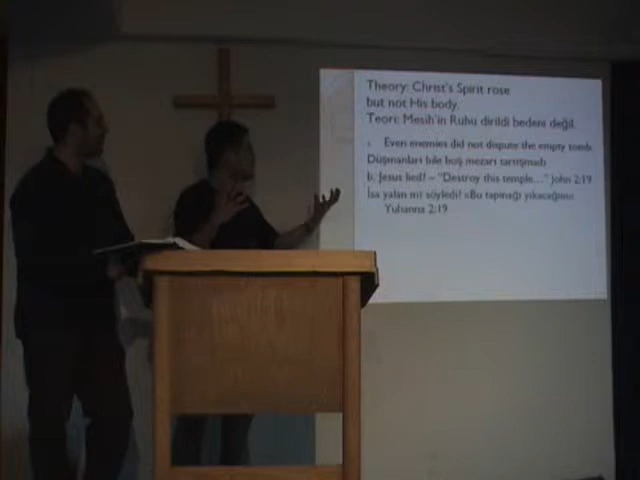 Theory: Christ's Spirit rose
but not His body.
Teori: Mesih'in Ruhu dirildi bedeni değil.
Even enemies did not dispute the empty tomb.
Düşmanları bile boş mezarı tartışmadı
b. Jesus lied? – "Destroy this temple…" John 2:19
İsa yalan mı söyledi? «Bu tapınağı yıkacağım»
Yuhanna 2:19